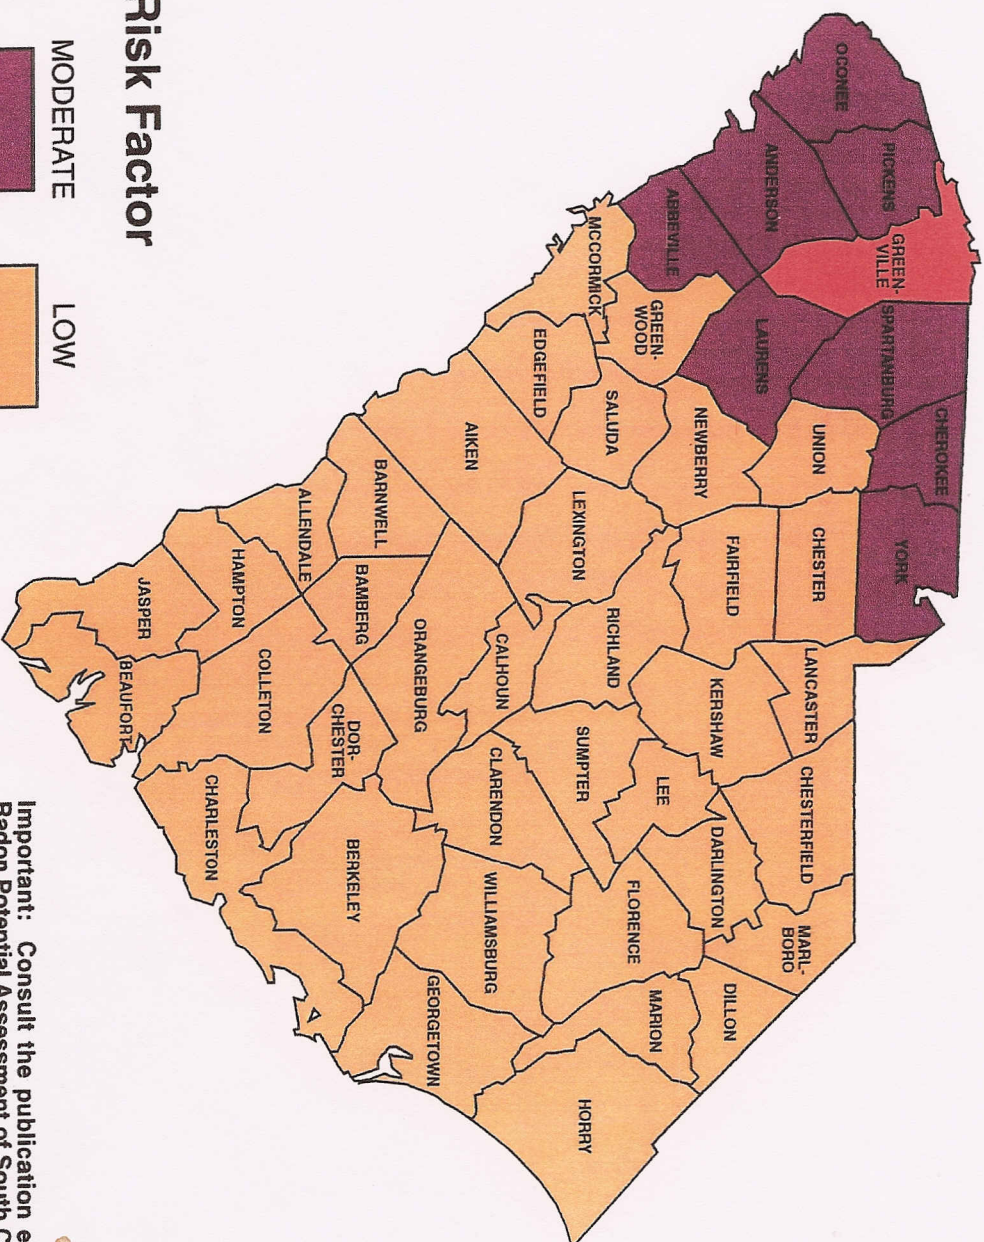 CHEROKEE
PICKENS
GREEN-
VILLE
SPARTANBURG
YORK
OCONEE
UNION
CHESTER
LANCASTER
CHESTERFIELD
MARL-
BORO
ANDERSON
LAURENS
FAIRFIELD
KERSHAW
DARLINGTON
DILLON
NEWBERRY
ABBEVILLE
GREEN-
WOOD
LEE
MARION
FLORENCE
SALUDA
RICHLAND
MCCORMICK
LEXINGTON
SUMPTER
HORRY
EDGEFIELD
CALHOUN
CLARENDON
WILLIAMSBURG
AIKEN
ORANGEBURG
GEORGETOWN
BARNWELL
BAMBERG
DOR-
CHESTER
BERKELEY
ALLENDALE
COLLETON
HAMPTON
CHARLESTON
JASPER
BEAUFORT
Risk Factor
MODERATE
LOW
Important: Consult the publication e
Radon Potential Assessment of South C